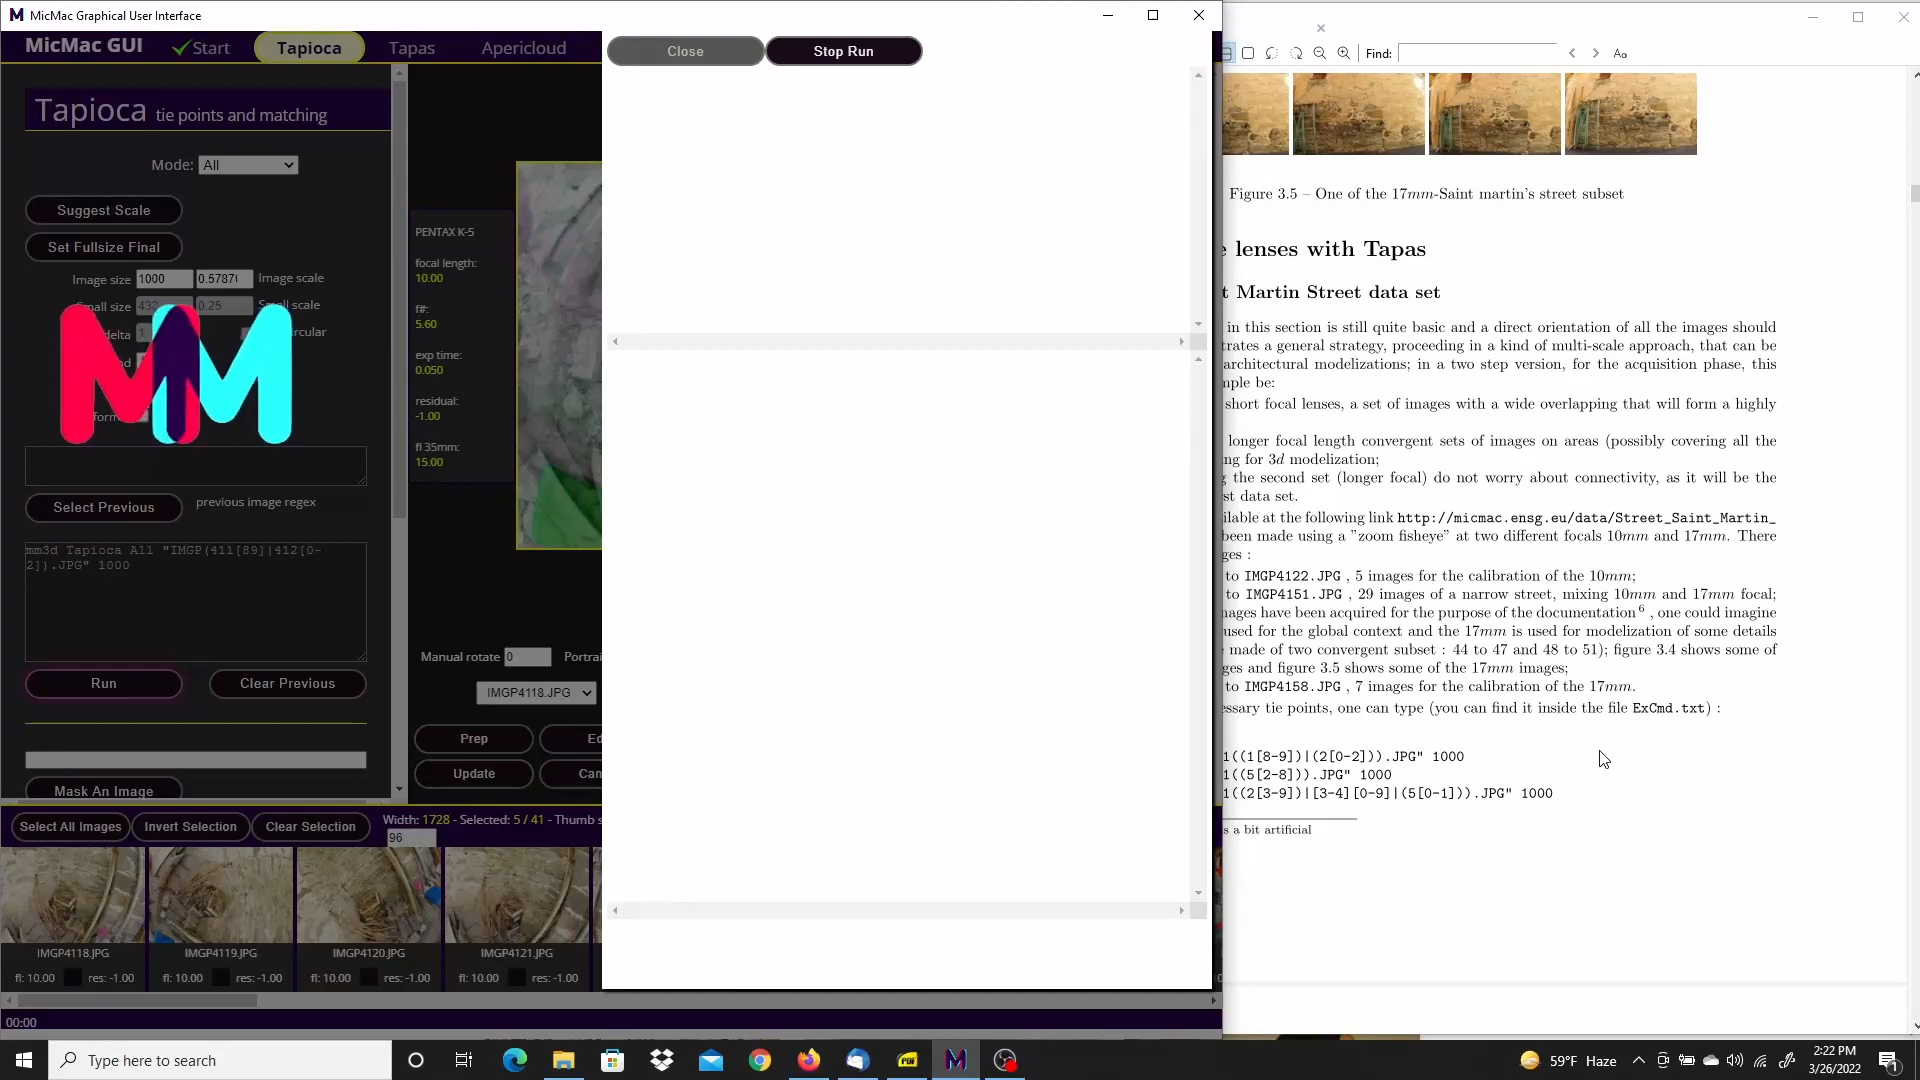 MicMac Graphical User Interface
MicMac GUI
Start
Tapioca
Tapas
Apericloud
Tapioca tie points and matching
Mode: All
Suggest Scale
Set Fullsize Final
Image size 1000 0.5787 Image scale
Small size 432 0.25 Small scale
delta 1
Select Previous
previous image regex
mm3d Tapioca All "IMGP(411[89]|412[0-
2]).JPG" 1000
Run
Clear Previous
Mask An Image
PENTAX K-5
focal length:
10.00
f#:
5.60
exp time:
0.050
residual:
-1.00
fl 35mm:
15.00
Manual rotate 0
IMGP4118.JPG
Prep
Update
Select All Images
Invert Selection
Clear Selection
Width: 1728 - Selected: 5 / 41 - Thumb s
96
IMGP4118.JPG
IMGP4119.JPG
IMGP4120.JPG
IMGP4121.JPG
fl: 10.00 res: -1.00
fl: 10.00 res: -1.00
fl: 10.00 res: -1.00
fl: 10.00 res: -1.00
00:00
Close
Stop Run
Find:
Aa
Figure 3.5 – One of the 17mm-Saint martin's street subset
e lenses with Tapas
t Martin Street data set
in this section is still quite basic and a direct orientation of all the images should
trates a general strategy, proceeding in a kind of multi-scale approach, that can be
architectural modelizations; in a two step version, for the acquisition phase, this
mple be:
short focal lenses, a set of images with a wide overlapping that will form a highly
longer focal length convergent sets of images on areas (possibly covering all the
ng for 3d modelization;
g the second set (longer focal) do not worry about connectivity, as it will be the
st data set.
ilable at the following link http://micmac.ensg.eu/data/Street_Saint_Martin_
been made using a "zoom fisheye" at two different focals 10mm and 17mm. There
ges :
to IMGP4122.JPG , 5 images for the calibration of the 10mm;
to IMGP4151.JPG , 29 images of a narrow street, mixing 10mm and 17mm focal;
nages have been acquired for the purpose of the documentation 6 , one could imagine
used for the global context and the 17mm is used for modelization of some details
made of two convergent subset : 44 to 47 and 48 to 51); figure 3.4 shows some of
ges and figure 3.5 shows some of the 17mm images;
to IMGP4158.JPG , 7 images for the calibration of the 17mm.
essary tie points, one can type (you can find it inside the file ExCmd.txt) :
1((1[8-9])|(2[0-2])).JPG" 1000
1((5[2-8])).JPG" 1000
1((2[3-9])|[3-4][0-9]|(5[0-1])).JPG" 1000
s a bit artificial
Type here to search
59°F Haze
2:22 PM
3/26/2022